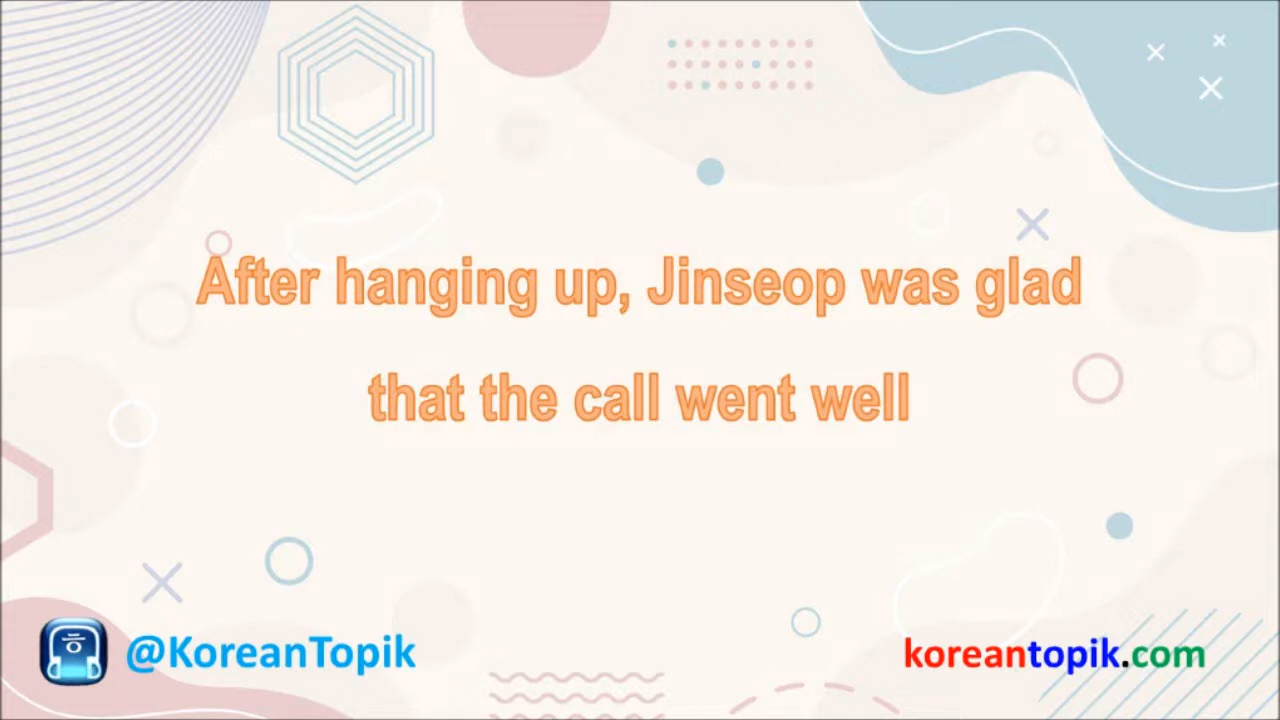 After hanging up, Jinseop was glad
that the call went well
ㅎ
@KoreanTopik
koreantopik.com